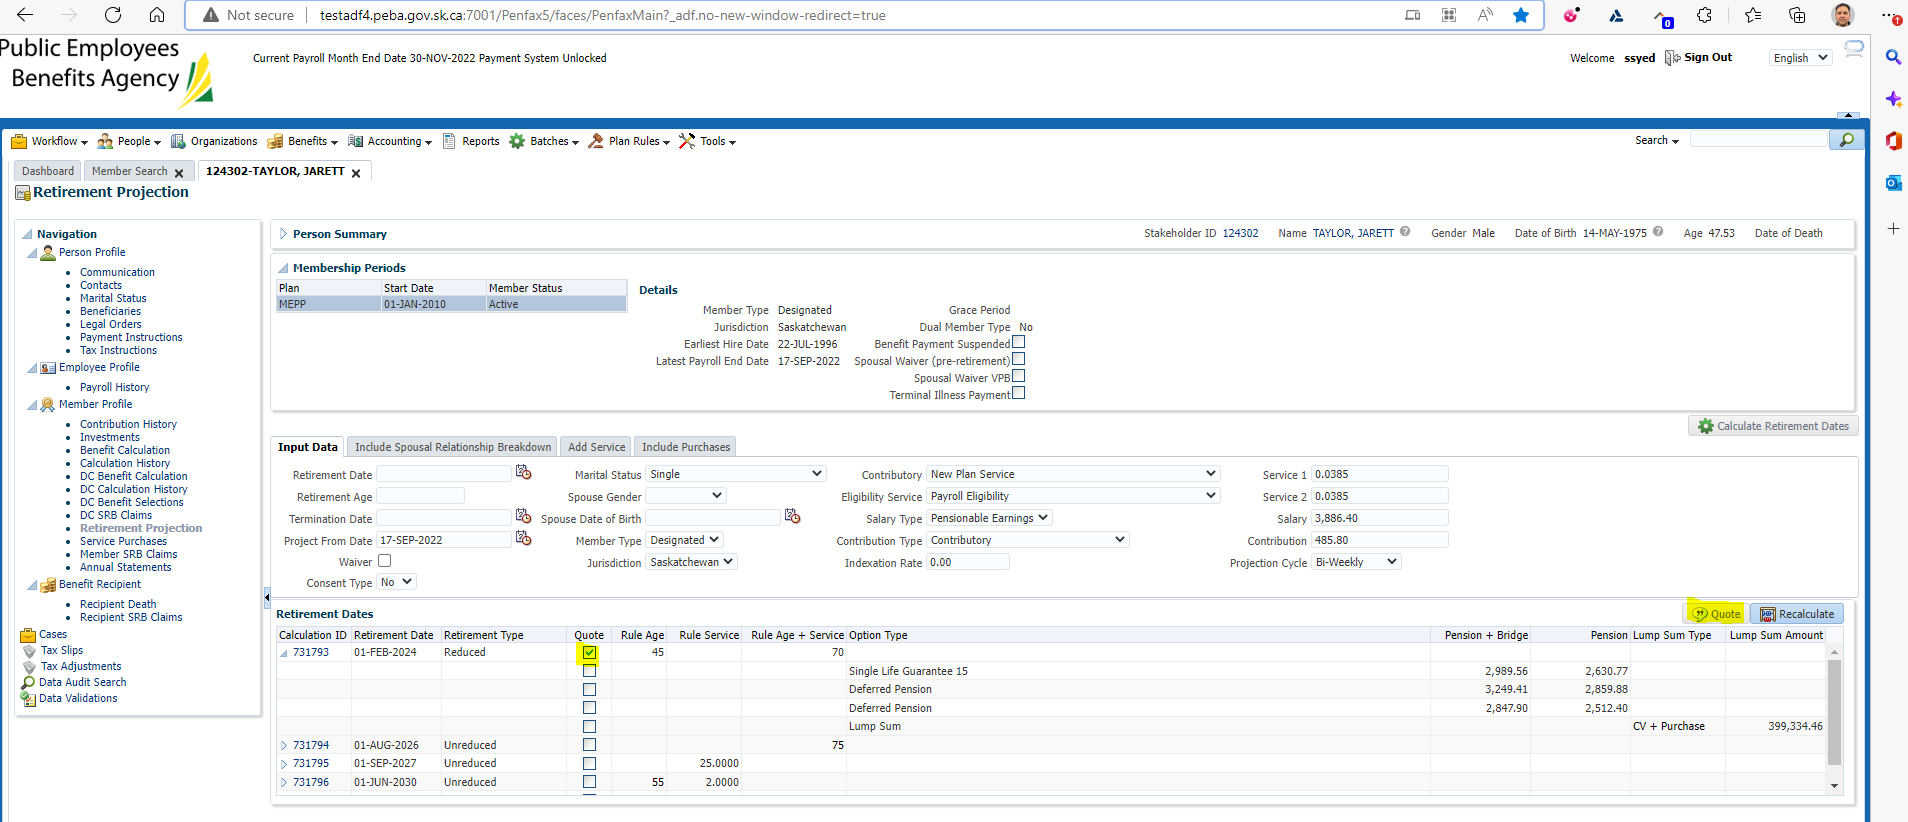 Not secure testadf4.peba.gov.sk.ca:7001/Penfax5/faces/PenfaxMain?_adf.no-new-window-redirect=true
Public Employees
Benefits Agency
Current Payroll Month End Date 30-NOV-2022 Payment System Unlocked
Welcome ssyed Sign Out English
Workflow People Organizations Benefits Accounting Reports Batches Plan Rules Tools Search
Dashboard Member Search 124302-TAYLOR, JARETT
Retirement Projection
Navigation
Person Profile
Communication
Contacts
Marital Status
Beneficiaries
Legal Orders
Payment Instructions
Tax Instructions
Employee Profile
Payroll History
Member Profile
Contribution History
Investments
Benefit Calculation
Calculation History
DC Benefit Calculation
DC Calculation History
DC Benefit Selections
DC SRB Claims
Retirement Projection
Service Purchases
Member SRB Claims
Annual Statements
Benefit Recipient
Recipient Death
Recipient SRB Claims
Cases
Tax Slips
Tax Adjustments
Data Audit Search
Data Validations
Person Summary Stakeholder ID 124302 Name TAYLOR, JARETT Gender Male Date of Birth 14-MAY-1975 Age 47.53 Date of Death
Membership Periods
Plan Start Date Member Status
MEPP 01-JAN-2010 Active
Details
Member Type Designated Grace Period
Jurisdiction Saskatchewan Dual Member Type No
Earliest Hire Date 22-JUL-1996 Benefit Payment Suspended
Latest Payroll End Date 17-SEP-2022 Spousal Waiver (pre-retirement)
Spousal Waiver VPB
Terminal Illness Payment
Calculate Retirement Dates
Input Data Include Spousal Relationship Breakdown Add Service Include Purchases
Retirement Date Marital Status Single Contributory New Plan Service Service 1 0.0385
Retirement Age Spouse Gender Eligibility Service Payroll Eligibility Service 2 0.0385
Termination Date Spouse Date of Birth Salary Type Pensionable Earnings Salary 3,886.40
Project From Date 17-SEP-2022 Member Type Designated Contribution Type Contributory Contribution 485.80
Waiver Jurisdiction Saskatchewan Indexation Rate 0.00 Projection Cycle Bi-Weekly
Consent Type No
Retirement Dates Quote Recalculate
Calculation ID Retirement Date Retirement Type Quote Rule Age Rule Service Rule Age + Service Option Type Pension + Bridge Pension Lump Sum Type Lump Sum Amount
731793 01-FEB-2024 Reduced 45 70
Single Life Guarantee 15 2,989.56 2,630.77
Deferred Pension 3,249.41 2,859.88
Deferred Pension 2,847.90 2,512.40
Lump Sum CV + Purchase 399,334.46
731794 01-AUG-2026 Unreduced 75
731795 01-SEP-2027 Unreduced 25.0000
731796 01-JUN-2030 Unreduced 55 2.0000